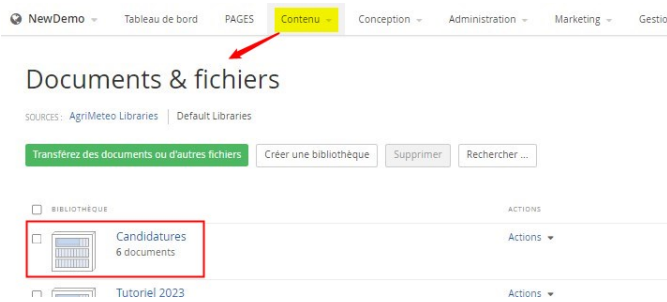 NewDemo Tableau de bord PAGES Contenu Conception Administration Marketing
Documents & fichiers
SOURCES : AgriMeteo Libraries Default Libraries
Transférez des documents ou d'autres fichiers Créer une bibliothèque Supprimer Rechercher ...
BIBLIOTHÈQUE ACTIONS
Candidatures Actions
6 documents
Tutoriel 2023 Actions